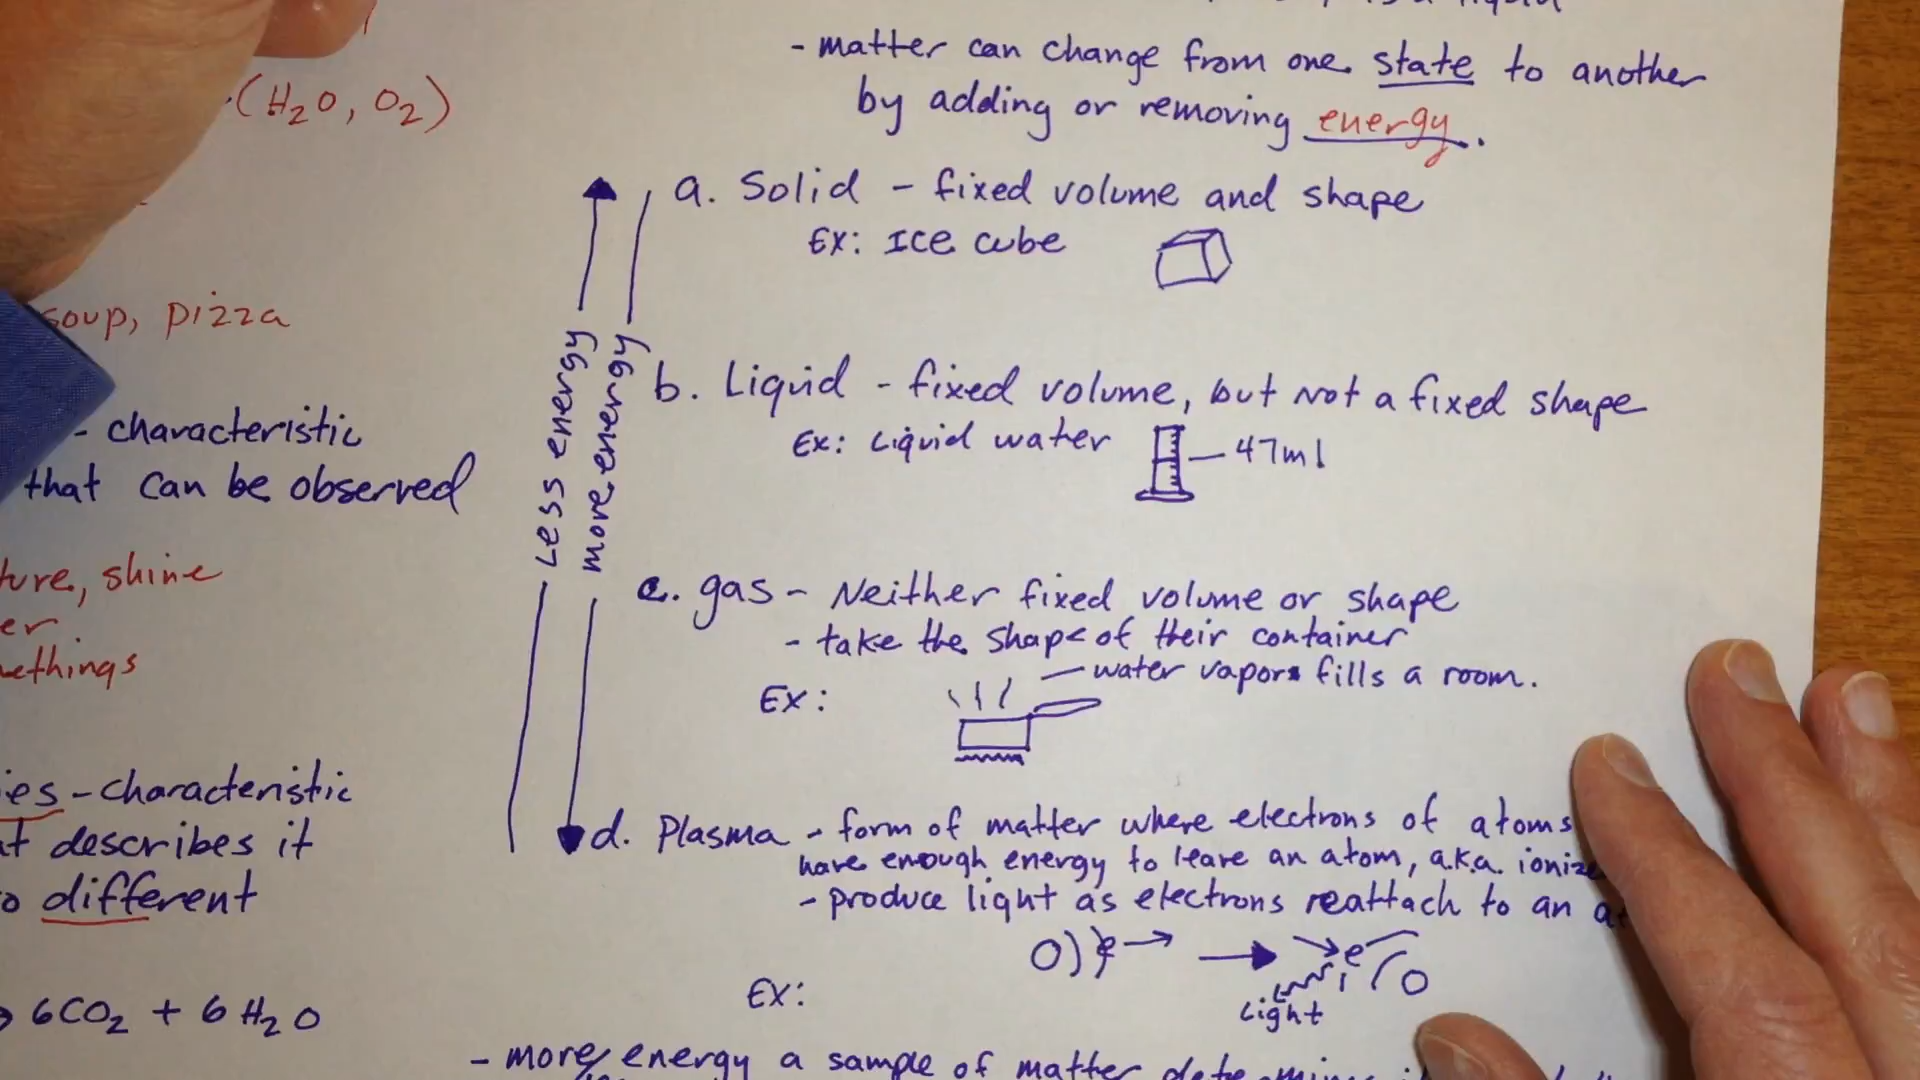 is a liquid
- matter can change from one state to another
by adding or removing energy.
a. Solid - fixed volume and shape
Ex: Ice cube
b. Liquid - fixed volume, but not a fixed shape
Ex: Liquid water
47ml
c. gas - Neither fixed volume or shape
- take the shape of their container
water vapors fills a room.
Ex:
d. Plasma - form of matter where electrons of atoms
have enough energy to leave an atom, a.k.a. ionize
- produce light as electrons reattach to an
O) e
e O
Light
Ex:
- more energy a sample of matter
Less energy
more energy
(H2O, O2)
soup, pizza
- characteristic
that can be observed
shine
characteristic
describes it
different
6CO2 + 6H2O